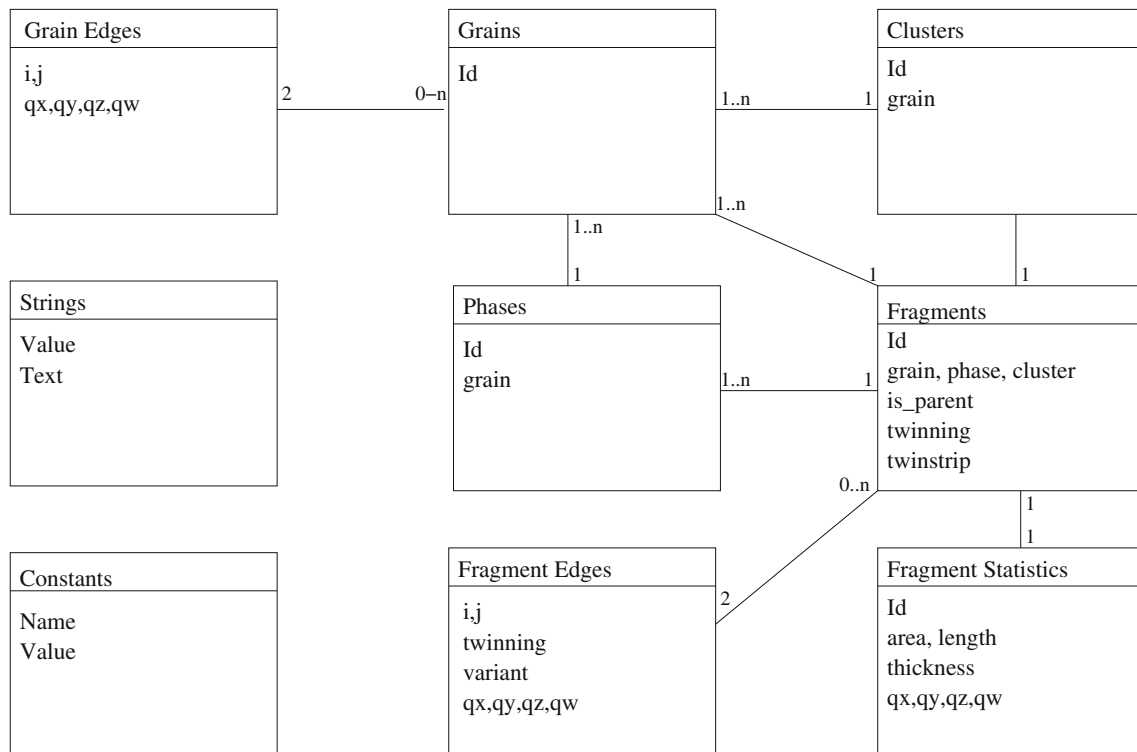 Grain Edges
i,j
qx,qy,qz,qw
2
0−n
Grains
Id
1..n
1
Clusters
Id
grain
1..n
1
1..n
1
1
Strings
Value
Text
Phases
Id
grain
1..n
1
Fragments
Id
grain, phase, cluster
is_parent
twinning
twinstrip
0..n
2
1
1
Constants
Name
Value
Fragment Edges
i,j
twinning
variant
qx,qy,qz,qw
Fragment Statistics
Id
area, length
thickness
qx,qy,qz,qw